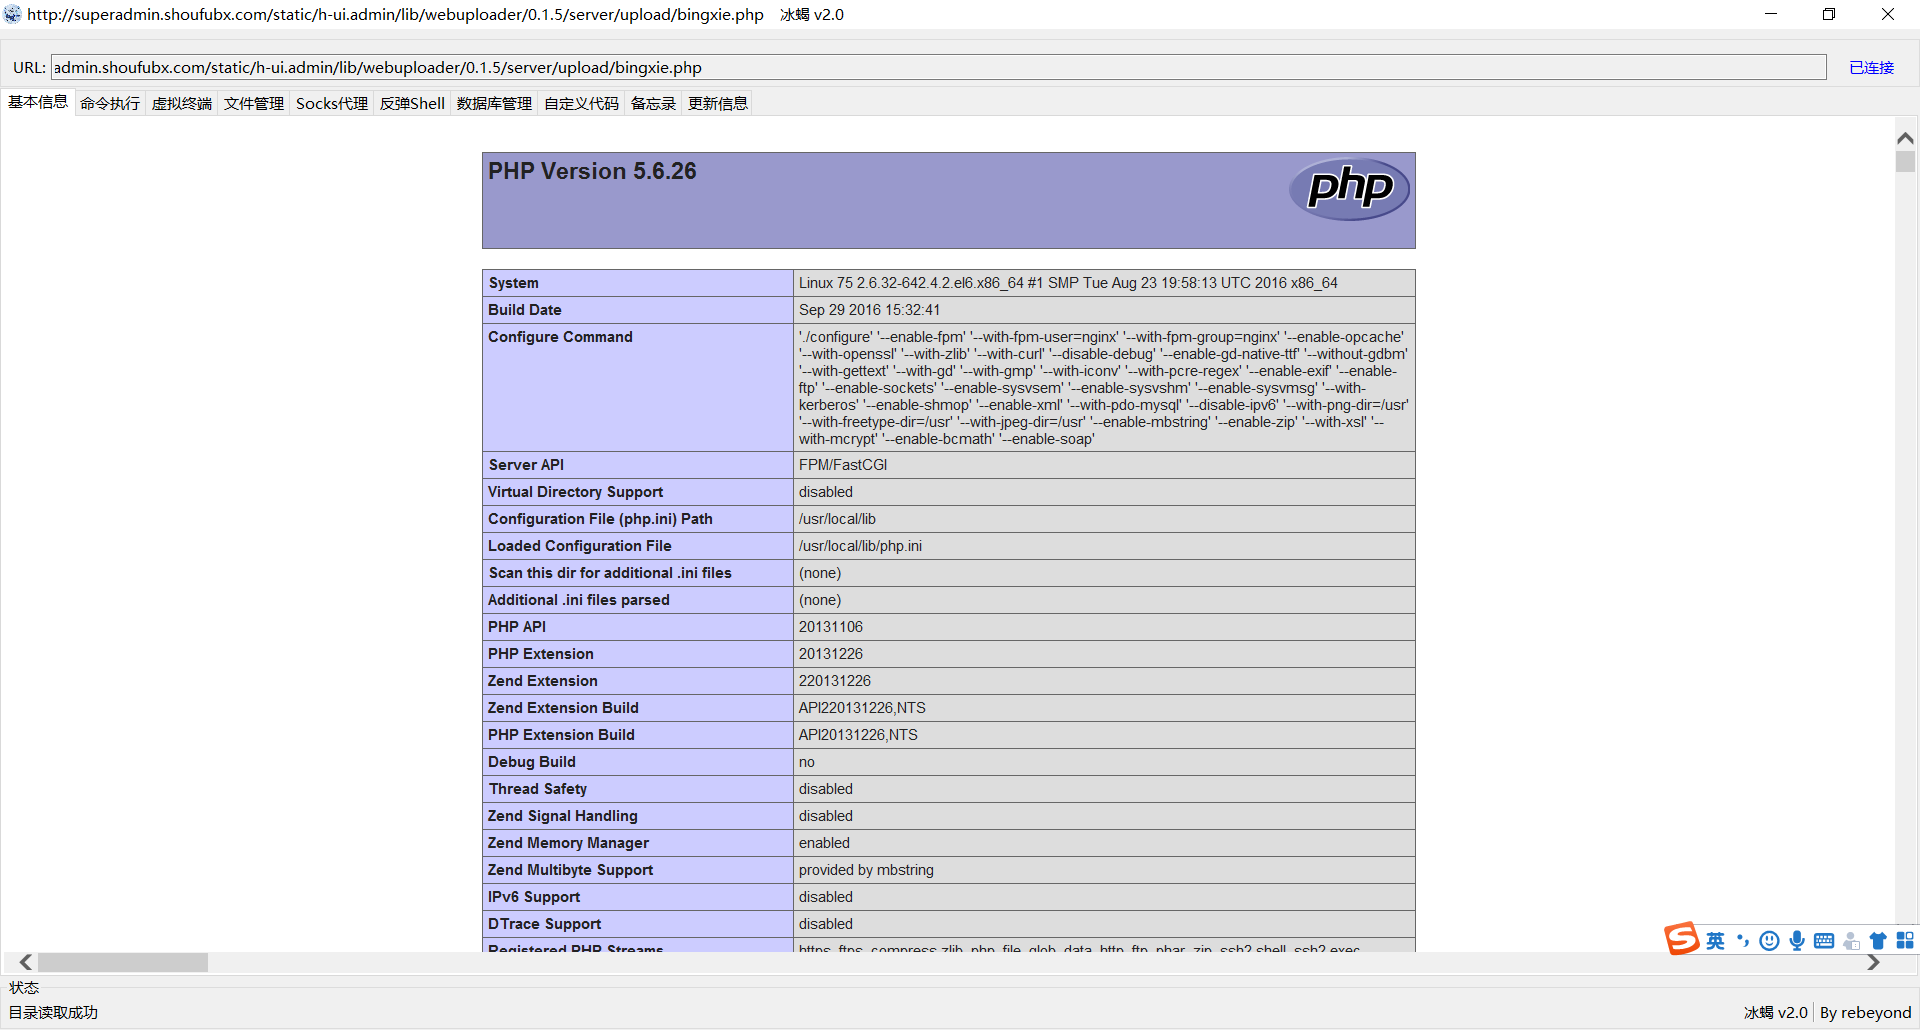 http://superadmin.shoufubx.com/static/h-ui.admin/lib/webuploader/0.1.5/server/upload/bingxie.php 冰蝎 v2.0
URL: admin.shoufubx.com/static/h-ui.admin/lib/webuploader/0.1.5/server/upload/bingxie.php 已连接
基本信息 命令执行 虚拟终端 文件管理 Socks代理 反弹Shell 数据库管理 自定义代码 备忘录 更新信息
PHP Version 5.6.26
php
System Linux 75 2.6.32-642.4.2.el6.x86_64 #1 SMP Tue Aug 23 19:58:13 UTC 2016 x86_64
Build Date Sep 29 2016 15:32:41
Configure Command './configure' '--enable-fpm' '--with-fpm-user=nginx' '--with-fpm-group=nginx' '--enable-opcache'
'--with-openssl' '--with-zlib' '--with-curl' '--disable-debug' '--enable-gd-native-ttf' '--without-gdbm'
'--with-gettext' '--with-gd' '--with-gmp' '--with-iconv' '--with-pcre-regex' '--enable-exif' '--enable-
ftp' '--enable-sockets' '--enable-sysvsem' '--enable-sysvshm' '--enable-sysvmsg' '--with-
kerberos' '--enable-shmop' '--enable-xml' '--with-pdo-mysql' '--disable-ipv6' '--with-png-dir=/usr'
'--with-freetype-dir=/usr' '--with-jpeg-dir=/usr' '--enable-mbstring' '--enable-zip' '--with-xsl' '--
with-mcrypt' '--enable-bcmath' '--enable-soap'
Server API FPM/FastCGI
Virtual Directory Support disabled
Configuration File (php.ini) Path /usr/local/lib
Loaded Configuration File /usr/local/lib/php.ini
Scan this dir for additional .ini files (none)
Additional .ini files parsed (none)
PHP API 20131106
PHP Extension 20131226
Zend Extension 220131226
Zend Extension Build API220131226,NTS
PHP Extension Build API20131226,NTS
Debug Build no
Thread Safety disabled
Zend Signal Handling disabled
Zend Memory Manager enabled
Zend Multibyte Support provided by mbstring
IPv6 Support disabled
DTrace Support disabled
Registered PHP Streams https, ftps, compress.zlib, php, file, glob, data, http, ftp, phar, zip, ssh2.shell, ssh2.exec,
S 英
状态
目录读取成功 冰蝎 v2.0 By rebeyond